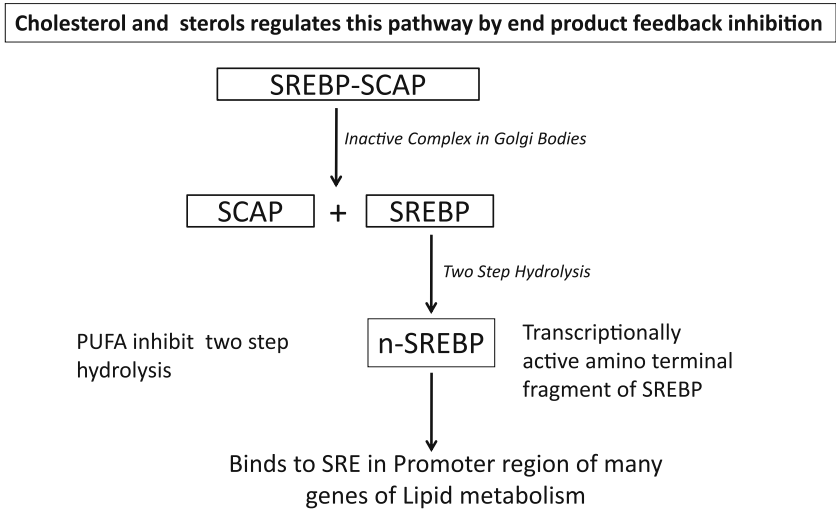 Cholesterol and sterols regulates this pathway by end product feedback inhibition
SREBP-SCAP
Inactive Complex in Golgi Bodies
SCAP + SREBP
Two Step Hydrolysis
PUFA inhibit two step
hydrolysis
n-SREBP
Transcriptionally
active amino terminal
fragment of SREBP
Binds to SRE in Promoter region of many
genes of Lipid metabolism